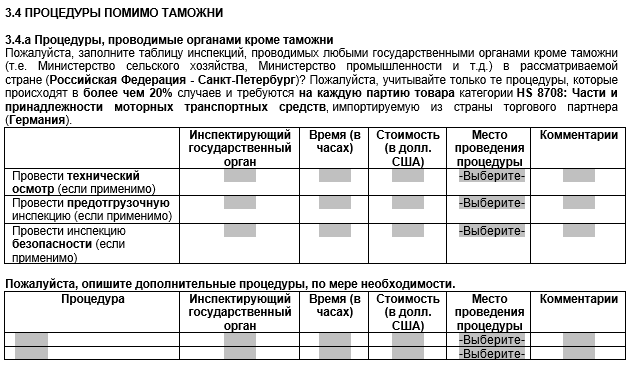 3.4 ПРОЦЕДУРЫ ПОМИМО ТАМОЖНИ
3.4.a Процедуры, проводимые органами кроме таможни
Пожалуйста, заполните таблицу инспекций, проводимых любыми государственными органами кроме таможни
(т.е. Министерство сельского хозяйства, Министерство промышленности и т.д.) в рассматриваемой
стране (Российская Федерация - Санкт-Петербург)? Пожалуйста, учитывайте только те процедуры, которые
происходят в более чем 20% случаев и требуются на каждую партию товара категории HS 8708: Части и
принадлежности моторных транспортных средств, импортируемую из страны торгового партнера
(Германия).
Инспектирующий государственный орган
Время (в часах)
Стоимость (в долл. США)
Место проведения процедуры
Комментарии
Провести технический
осмотр (если применимо)
-Выберите-
Провести предотгрузочную
инспекцию (если применимо)
-Выберите-
Провести инспекцию
безопасности (если
применимо)
-Выберите-
Пожалуйста, опишите дополнительные процедуры, по мере необходимости.
Процедура
Инспектирующий государственный орган
Время (в часах)
Стоимость (в долл. США)
Место проведения процедуры
Комментарии
-Выберите-
-Выберите-